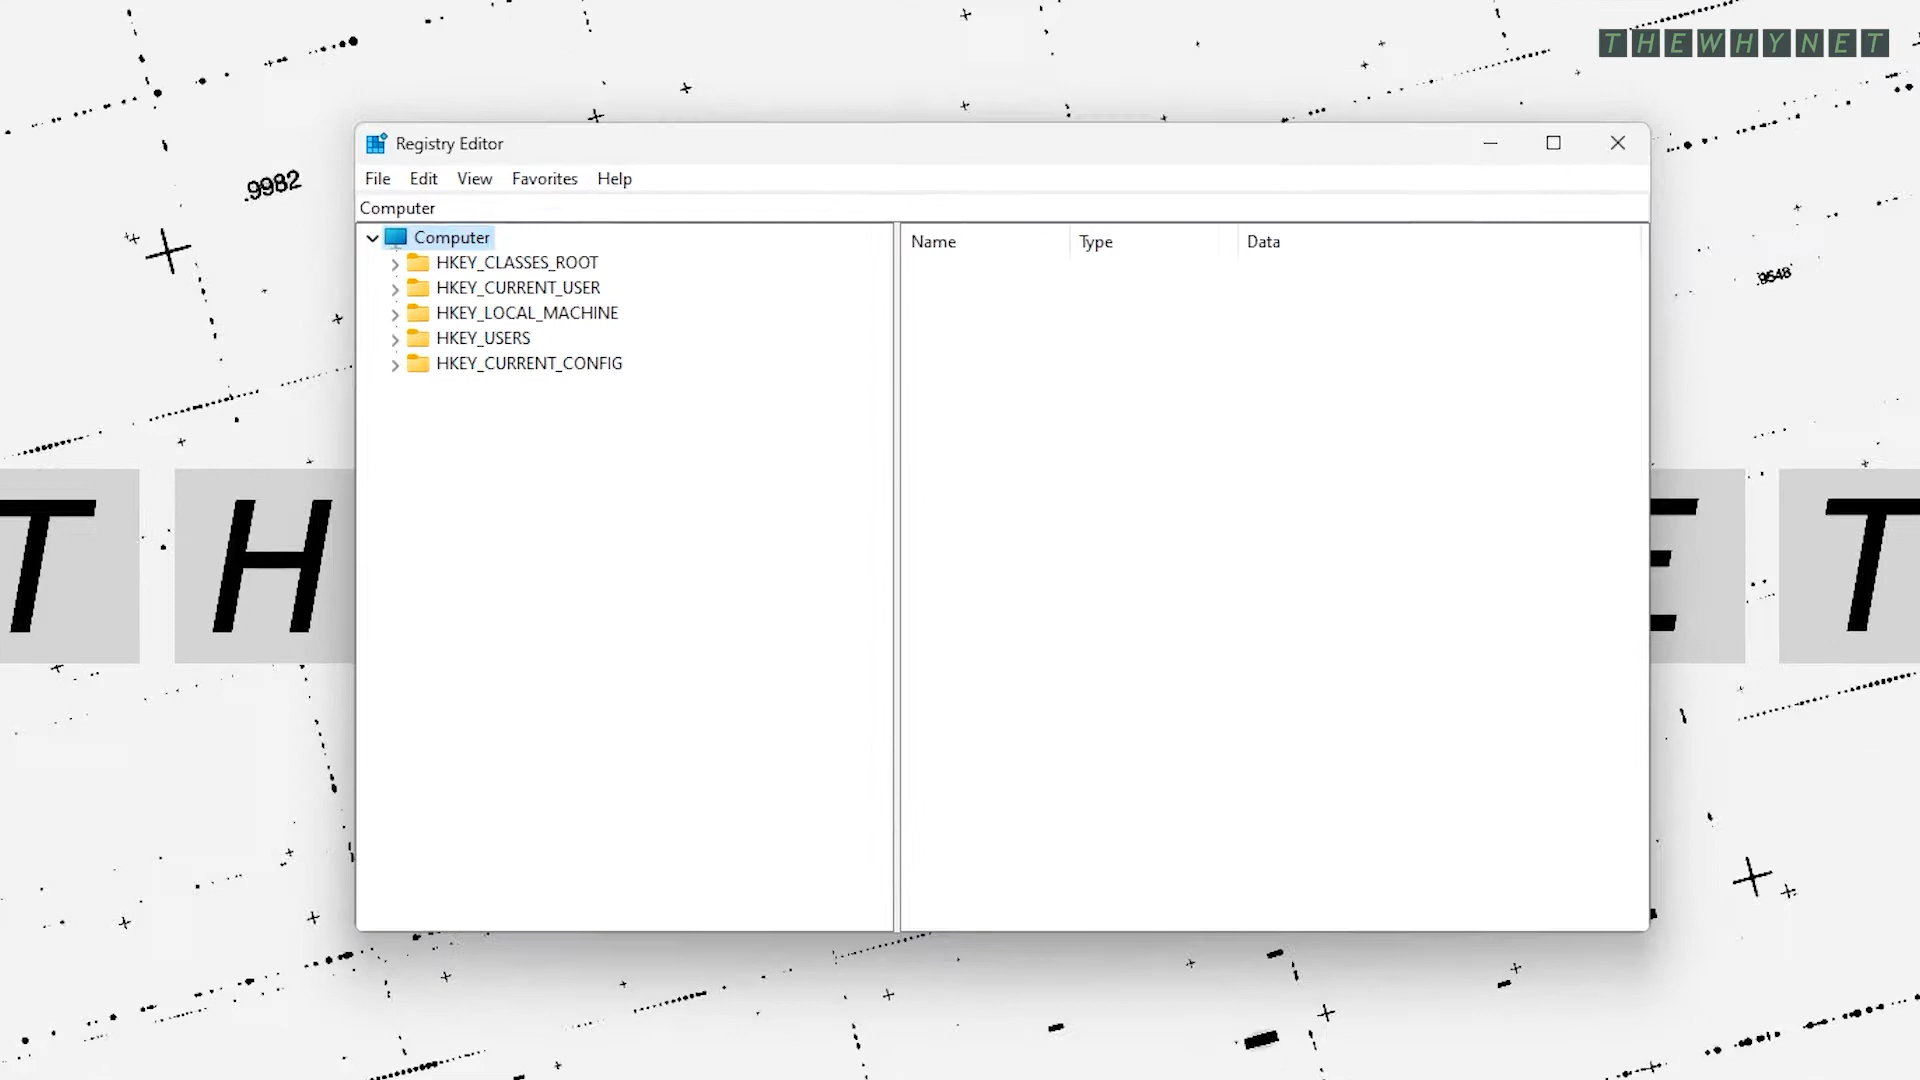 THEWHYNET
.9982
Registry Editor
File Edit View Favorites Help
Computer
Computer
Name Type Data
HKEY_CLASSES_ROOT
HKEY_CURRENT_USER
HKEY_LOCAL_MACHINE
HKEY_USERS
HKEY_CURRENT_CONFIG
T H E T